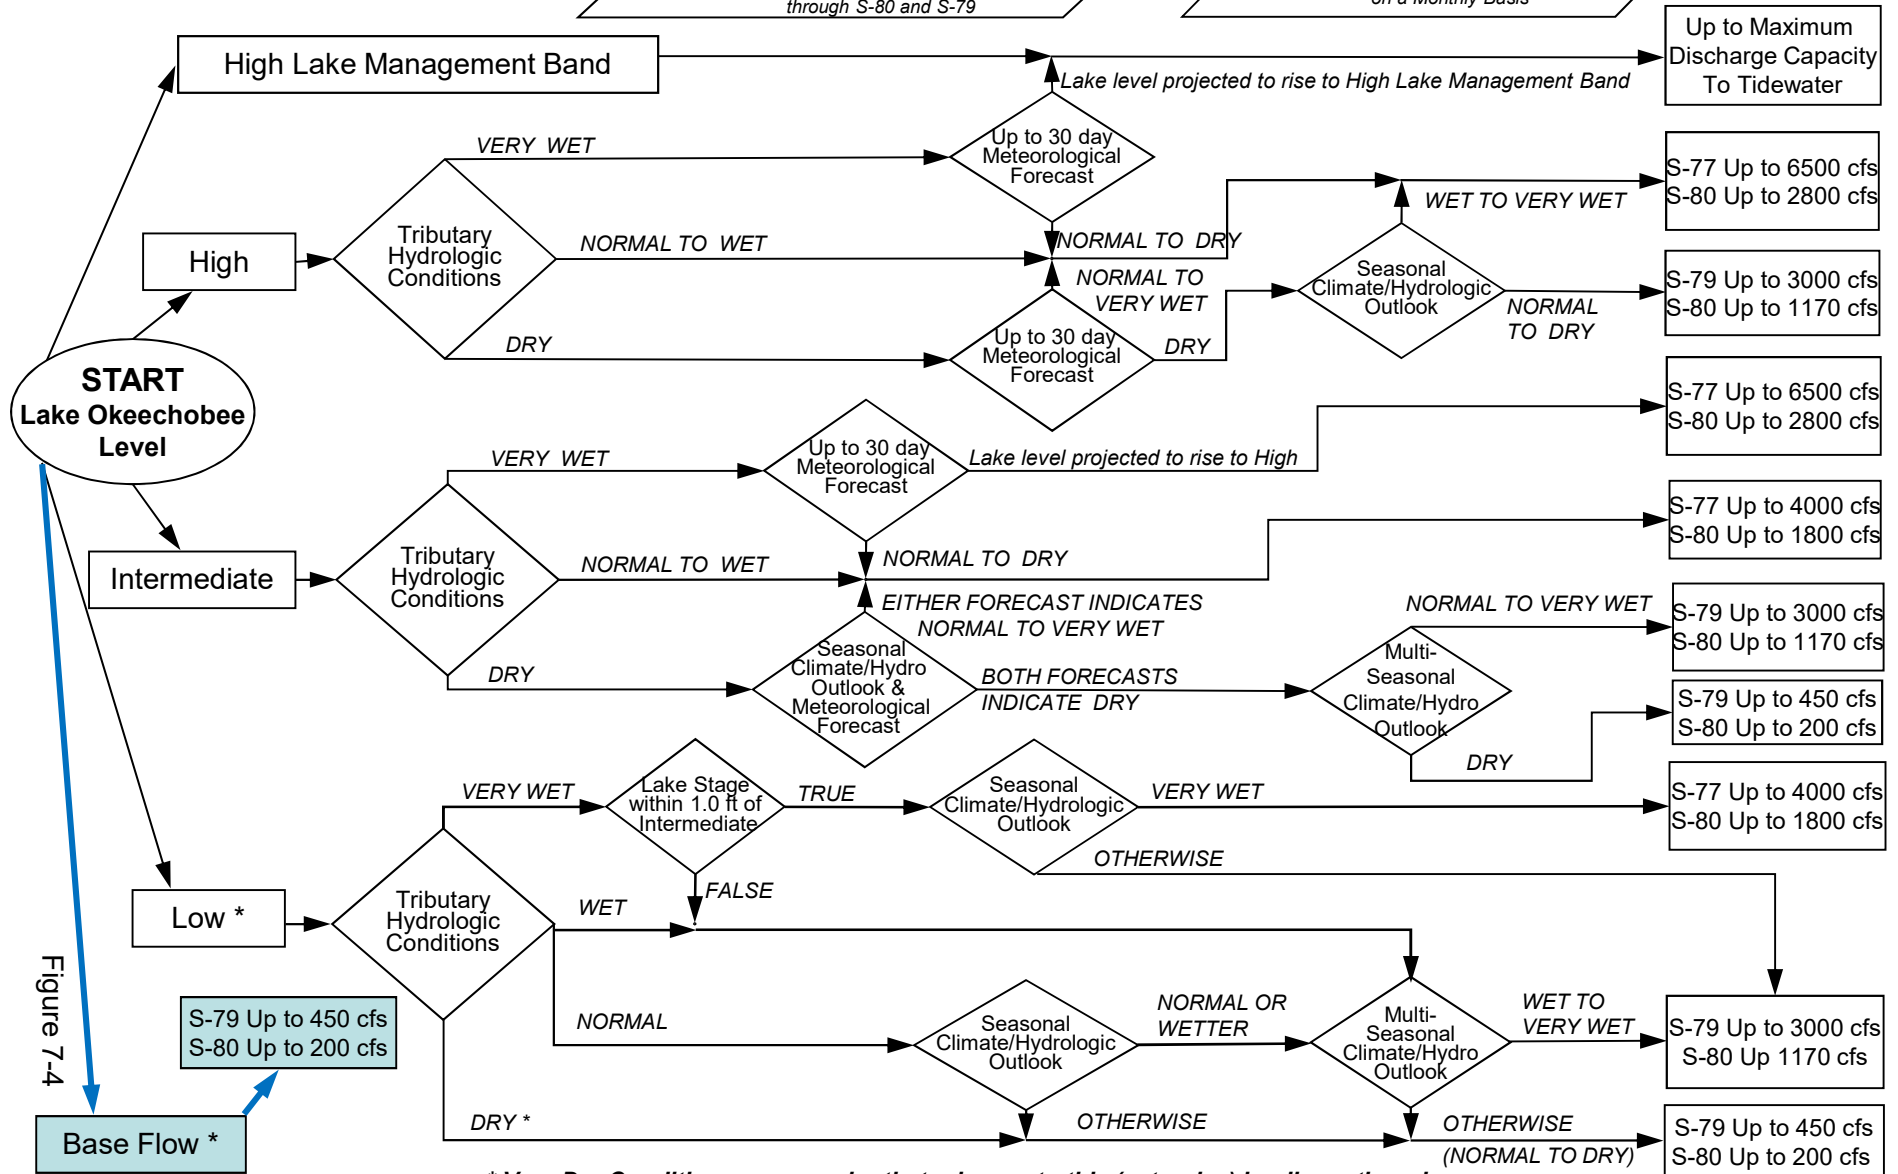 through S-80 and S-79
on a Monthly Basis
Up to Maximum
Discharge Capacity
To Tidewater
High Lake Management Band
Lake level projected to rise to High Lake Management Band
VERY WET
Up to 30 day
Meteorological
Forecast
S-77 Up to 6500 cfs
S-80 Up to 2800 cfs
WET TO VERY WET
High
Tributary
Hydrologic
Conditions
NORMAL TO WET
NORMAL TO DRY
NORMAL TO
VERY WET
Seasonal
Climate/Hydrologic
Outlook
NORMAL
TO DRY
S-79 Up to 3000 cfs
S-80 Up to 1170 cfs
DRY
Up to 30 day
Meteorological
Forecast
DRY
START
Lake Okeechobee
Level
S-77 Up to 6500 cfs
S-80 Up to 2800 cfs
VERY WET
Up to 30 day
Meteorological
Forecast
Lake level projected to rise to High
S-77 Up to 4000 cfs
S-80 Up to 1800 cfs
Intermediate
Tributary
Hydrologic
Conditions
NORMAL TO WET
NORMAL TO DRY
EITHER FORECAST INDICATES
NORMAL TO VERY WET
NORMAL TO VERY WET
S-79 Up to 3000 cfs
S-80 Up to 1170 cfs
DRY
Seasonal
Climate/Hydro
Outlook &
Meteorological
Forecast
BOTH FORECASTS
INDICATE DRY
Multi-
Seasonal
Climate/Hydro
Outlook
DRY
S-79 Up to 450 cfs
S-80 Up to 200 cfs
VERY WET
Lake Stage
within 1.0 ft of
Intermediate
TRUE
Seasonal
Climate/Hydrologic
Outlook
VERY WET
S-77 Up to 4000 cfs
S-80 Up to 1800 cfs
OTHERWISE
FALSE
Low *
Tributary
Hydrologic
Conditions
WET
NORMAL
Seasonal
Climate/Hydrologic
Outlook
NORMAL OR
WETTER
Multi-
Seasonal
Climate/Hydro
Outlook
WET TO
VERY WET
S-79 Up to 3000 cfs
S-80 Up 1170 cfs
Figure 7-4
S-79 Up to 450 cfs
S-80 Up to 200 cfs
Base Flow *
DRY *
OTHERWISE
OTHERWISE
(NORMAL TO DRY)
S-79 Up to 450 cfs
S-80 Up to 200 cfs